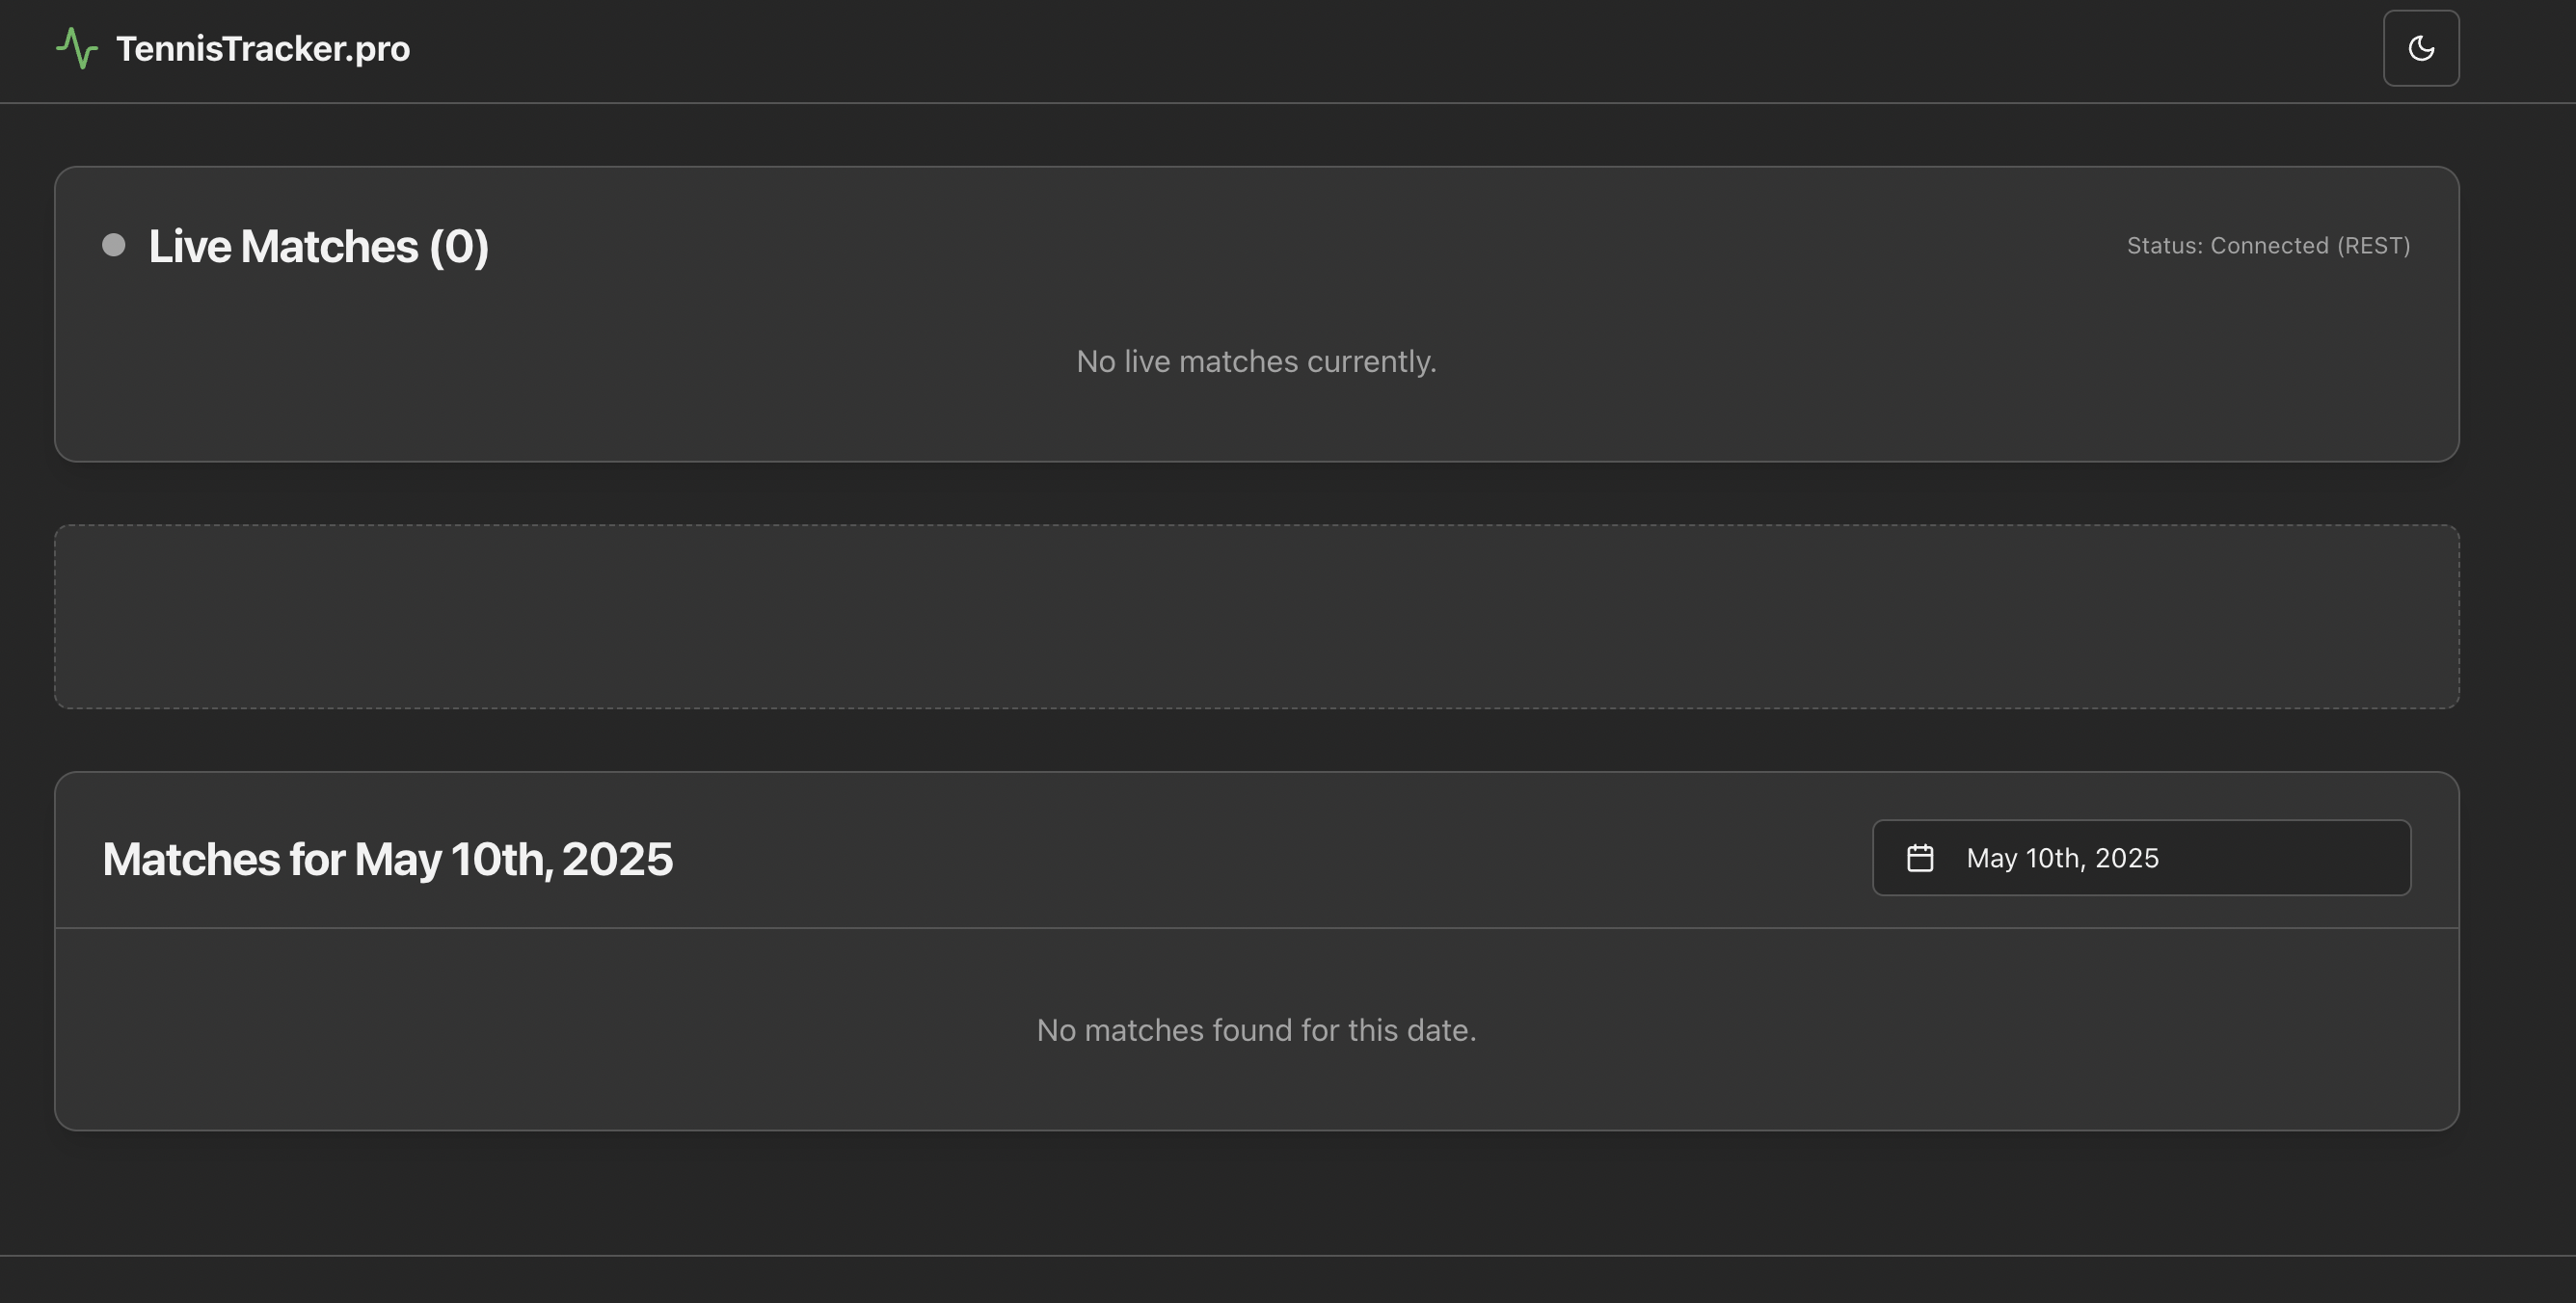 TennisTracker.pro
Live Matches (0)
Status: Connected (REST)
No live matches currently.
Matches for May 10th, 2025
May 10th, 2025
No matches found for this date.